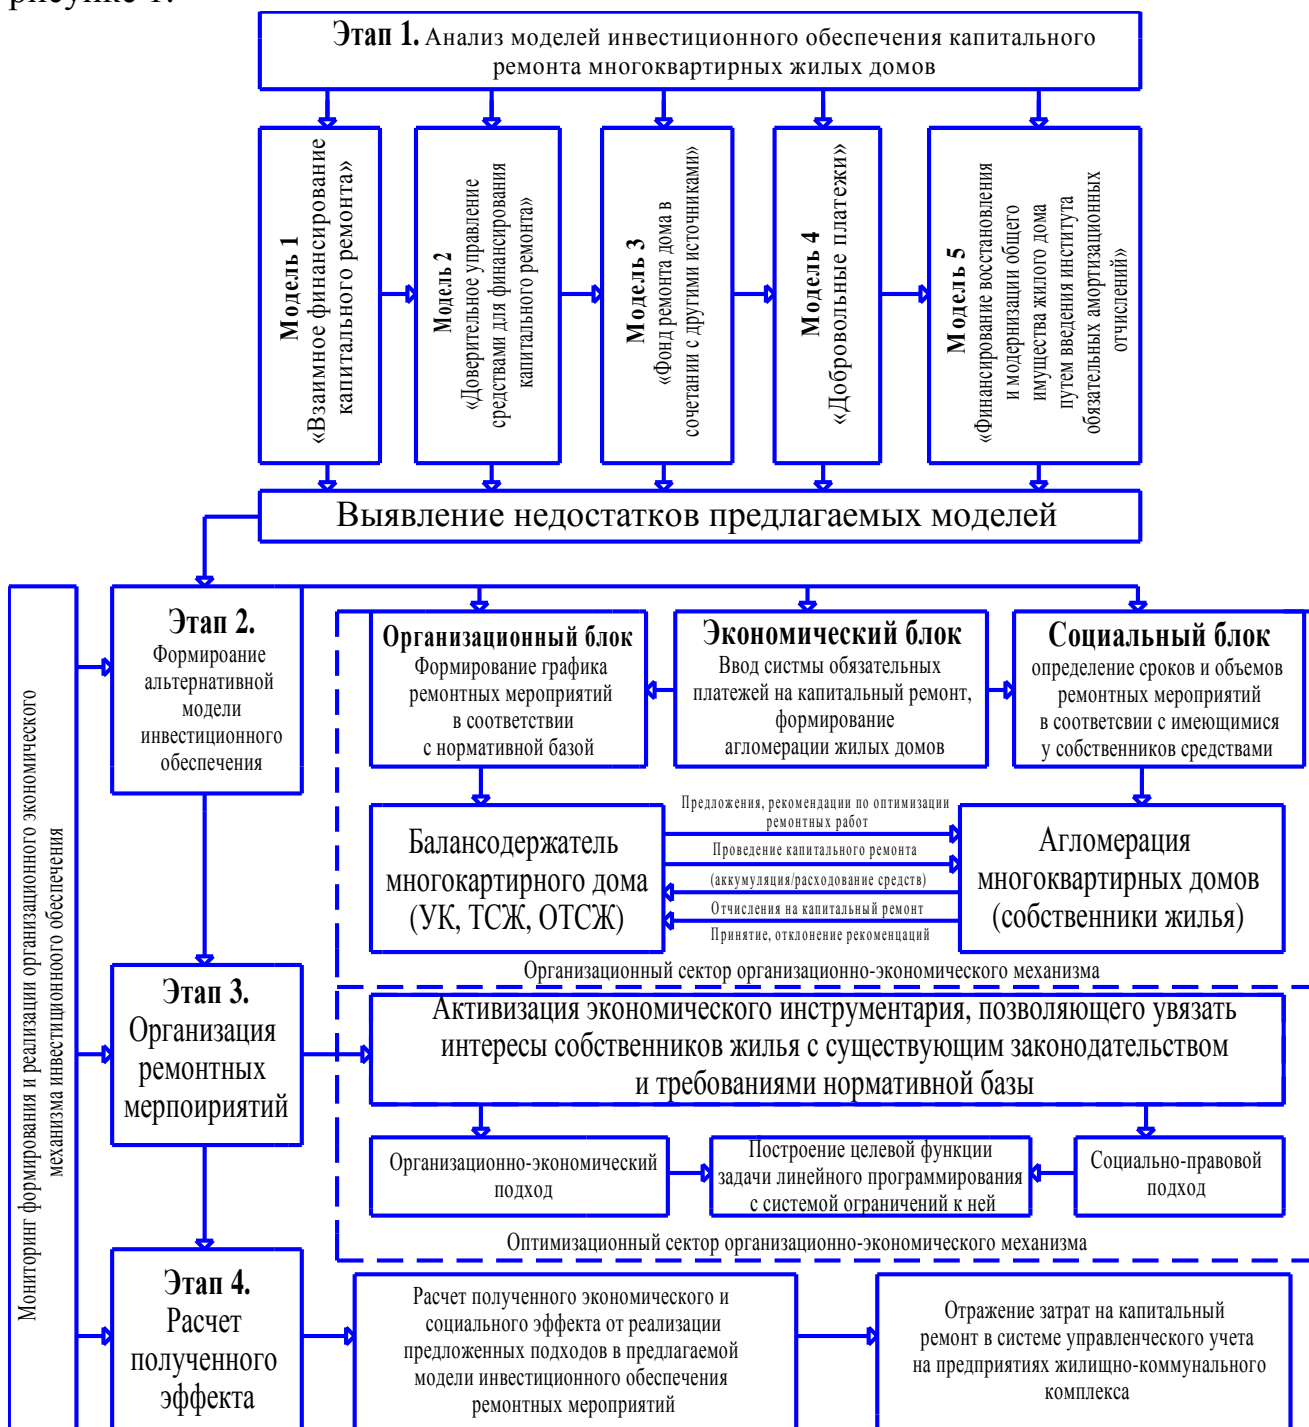 рисунке 1.
Этап 1. Анализ моделей инвестиционного обеспечения капитального
ремонта многоквартирных жилых домов
Модель 1
«Взаимное финансирование
капитального ремонта»
Модель 2
«Доверительное управление
средствами для финансирования
капитального ремонта»
Модель 3
«Фонд ремонта дома в
сочетании с другими источниками»
Модель 4
«Добровольные платежи»
Модель 5
«Финансирование восстановления
и модернизации общего
имущества жилого дома
путем введения института
обязательных амортизационных
отчислений»
Выявление недостатков предлагаемых моделей
Мониторинг формирования и реализации организационного экономического
механизма инвестиционноого обеспечения
Этап 2.
Формироание
альтернативной
модели
инвестиционного
обеспечения
Организационный блок
Формирование графика
ремонтных мероприятий
в соответствии
с нормативной базой
Экономический блок
Ввод систмы обязательных
платежей на капитальный ремонт,
формирование
агломерации жилых домов
Социальный блок
определение сроков и объемов
ремонтных мероприятий
в соответсвии с имеющимися
у собственников средствами
Балансодержатель
многокартирного дома
(УК, ТСЖ, ОТСЖ)
Предложения, рекомендации по оптимизации
ремонтных работ
Проведение капитального ремонта
(аккумуляция/расходование средств)
Отчисления на капитальный ремонт
Принятие, отклонение рекоменцаций
Агломерация
многоквартирных домов
(собственники жилья)
Организационный сектор организационно-экономического механизма
Этап 3.
Организация
ремонтных
мерпоириятий
Активизация экономического инструментария, позволяющего увязать
интересы собственников жилья с существующим законодательством
и требованиями нормативной базы
Организационно-экономический
подход
Построение целевой функции
задачи линейного программирования
с системой ограничений к ней
Социально-правовой
подход
Оптимизационный сектор организационно-экономического механизма
Этап 4.
Расчет
полученного
эффекта
Расчет полученного экономического и
социального эффекта от реализации
предложенных подходов в предлагаемой
модели инвестиционного обеспечения
ремонтных мероприятий
Отражение затрат на капитальный
ремонт в системе управленческого учета
на предприятиях жилищно-коммунального
комплекса